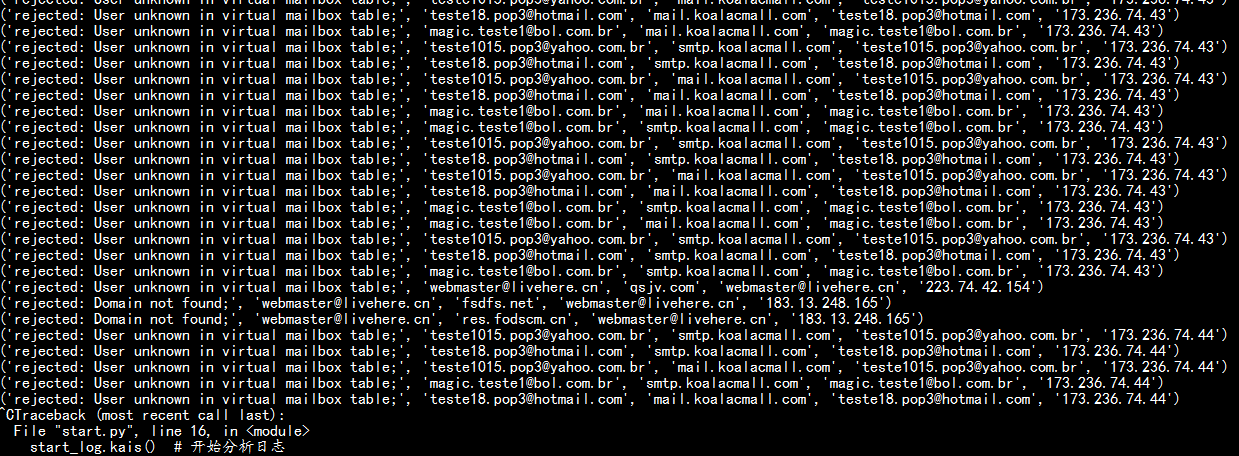 ('rejected: User unknown in virtual mailbox table;', 'teste18.pop3@hotmail.com', 'mail.koalacmall.com', 'teste18.pop3@hotmail.com', '173.236.74.43')
('rejected: User unknown in virtual mailbox table;', 'magic.teste1@bol.com.br', 'mail.koalacmall.com', 'magic.teste1@bol.com.br', '173.236.74.43')
('rejected: User unknown in virtual mailbox table;', 'teste1015.pop3@yahoo.com.br', 'smtp.koalacmall.com', 'teste1015.pop3@yahoo.com.br', '173.236.74.43')
('rejected: User unknown in virtual mailbox table;', 'teste18.pop3@hotmail.com', 'smtp.koalacmall.com', 'teste18.pop3@hotmail.com', '173.236.74.43')
('rejected: User unknown in virtual mailbox table;', 'teste1015.pop3@yahoo.com.br', 'mail.koalacmall.com', 'teste1015.pop3@yahoo.com.br', '173.236.74.43')
('rejected: User unknown in virtual mailbox table;', 'teste18.pop3@hotmail.com', 'mail.koalacmall.com', 'teste18.pop3@hotmail.com', '173.236.74.43')
('rejected: User unknown in virtual mailbox table;', 'magic.teste1@bol.com.br', 'mail.koalacmall.com', 'magic.teste1@bol.com.br', '173.236.74.43')
('rejected: User unknown in virtual mailbox table;', 'magic.teste1@bol.com.br', 'smtp.koalacmall.com', 'magic.teste1@bol.com.br', '173.236.74.43')
('rejected: User unknown in virtual mailbox table;', 'teste1015.pop3@yahoo.com.br', 'smtp.koalacmall.com', 'teste1015.pop3@yahoo.com.br', '173.236.74.43')
('rejected: User unknown in virtual mailbox table;', 'teste18.pop3@hotmail.com', 'smtp.koalacmall.com', 'teste18.pop3@hotmail.com', '173.236.74.43')
('rejected: User unknown in virtual mailbox table;', 'teste1015.pop3@yahoo.com.br', 'mail.koalacmall.com', 'teste1015.pop3@yahoo.com.br', '173.236.74.43')
('rejected: User unknown in virtual mailbox table;', 'teste18.pop3@hotmail.com', 'mail.koalacmall.com', 'teste18.pop3@hotmail.com', '173.236.74.43')
('rejected: User unknown in virtual mailbox table;', 'magic.teste1@bol.com.br', 'smtp.koalacmall.com', 'magic.teste1@bol.com.br', '173.236.74.43')
('rejected: User unknown in virtual mailbox table;', 'magic.teste1@bol.com.br', 'mail.koalacmall.com', 'magic.teste1@bol.com.br', '173.236.74.43')
('rejected: User unknown in virtual mailbox table;', 'teste1015.pop3@yahoo.com.br', 'smtp.koalacmall.com', 'teste1015.pop3@yahoo.com.br', '173.236.74.43')
('rejected: User unknown in virtual mailbox table;', 'teste18.pop3@hotmail.com', 'smtp.koalacmall.com', 'teste18.pop3@hotmail.com', '173.236.74.43')
('rejected: User unknown in virtual mailbox table;', 'magic.teste1@bol.com.br', 'smtp.koalacmall.com', 'magic.teste1@bol.com.br', '173.236.74.43')
('rejected: User unknown in virtual mailbox table;', 'webmaster@livehere.cn', 'qsjv.com', 'webmaster@livehere.cn', '223.74.42.154')
('rejected: Domain not found;', 'webmaster@livehere.cn', 'fsdfs.net', 'webmaster@livehere.cn', '183.13.248.165')
('rejected: Domain not found;', 'webmaster@livehere.cn', 'res.fodscm.cn', 'webmaster@livehere.cn', '183.13.248.165')
('rejected: User unknown in virtual mailbox table;', 'teste1015.pop3@yahoo.com.br', 'smtp.koalacmall.com', 'teste1015.pop3@yahoo.com.br', '173.236.74.44')
('rejected: User unknown in virtual mailbox table;', 'teste18.pop3@hotmail.com', 'smtp.koalacmall.com', 'teste18.pop3@hotmail.com', '173.236.74.44')
('rejected: User unknown in virtual mailbox table;', 'teste1015.pop3@yahoo.com.br', 'mail.koalacmall.com', 'teste1015.pop3@yahoo.com.br', '173.236.74.44')
('rejected: User unknown in virtual mailbox table;', 'magic.teste1@bol.com.br', 'smtp.koalacmall.com', 'magic.teste1@bol.com.br', '173.236.74.44')
('rejected: User unknown in virtual mailbox table;', 'teste18.pop3@hotmail.com', 'mail.koalacmall.com', 'teste18.pop3@hotmail.com', '173.236.74.44')
^CTraceback (most recent call last):
File "start.py", line 16, in <module>
start_log.kais() # 开始分析日志